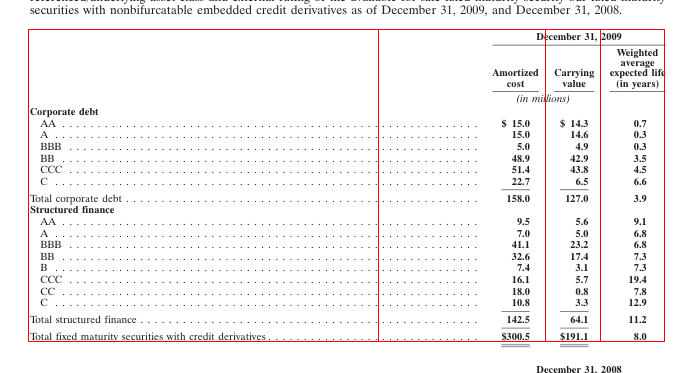 securities with nonbifurcatable embedded credit derivatives as of December 31, 2009, and December 31, 2008.
December 31, 2009
Weighted
average
Amortized Carrying expected life
cost value (in years)
(in millions)
Corporate debt
AA $ 15.0 $ 14.3 0.7
A 15.0 14.6 0.3
BBB 5.0 4.9 0.3
BB 48.9 42.9 3.5
CCC 51.4 43.8 4.5
C 22.7 6.5 6.6
Total corporate debt 158.0 127.0 3.9
Structured finance
AA 9.5 5.6 9.1
A 7.0 5.0 6.8
BBB 41.1 23.2 6.8
BB 32.6 17.4 7.3
B 7.4 3.1 7.3
CCC 16.1 5.7 19.4
CC 18.0 0.8 7.8
C 10.8 3.3 12.9
Total structured finance 142.5 64.1 11.2
Total fixed maturity securities with credit derivatives $300.5 $191.1 8.0
December 31, 2008